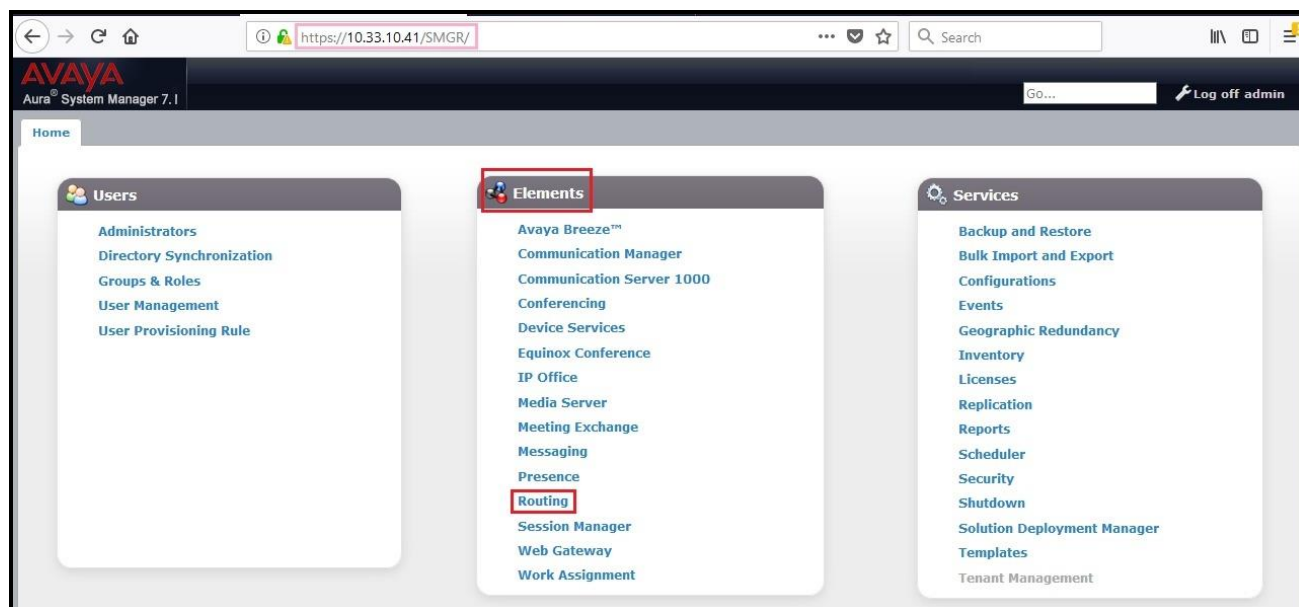 https://10.33.10.41/SMGR/
Search
AVAYA
Aura® System Manager 7.1
Go...
Log off admin
Home
Users
Administrators
Directory Synchronization
Groups & Roles
User Management
User Provisioning Rule
Elements
Avaya Breeze™
Communication Manager
Communication Server 1000
Conferencing
Device Services
Equinox Conference
IP Office
Media Server
Meeting Exchange
Messaging
Presence
Routing
Session Manager
Web Gateway
Work Assignment
Services
Backup and Restore
Bulk Import and Export
Configurations
Events
Geographic Redundancy
Inventory
Licenses
Replication
Reports
Scheduler
Security
Shutdown
Solution Deployment Manager
Templates
Tenant Management